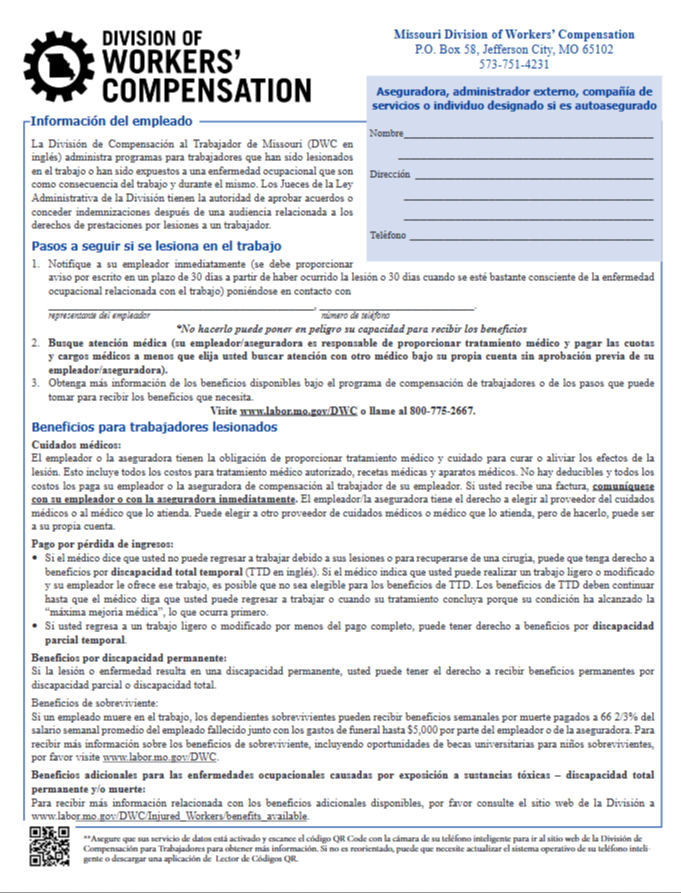 DIVISION OF
WORKERS'
COMPENSATION
Missouri Division of Workers' Compensation
P.O. Box 58, Jefferson City, MO 65102
573-751-4231
Aseguradora, administrador externo, compañía de
servicios o individuo designado si es autoasegurado
Nombre
Dirección
Teléfono
Información del empleado
La División de Compensación al Trabajador de Missouri (DWC en
inglés) administra programas para trabajadores que han sido lesionados
en el trabajo o han sido expuestos a una enfermedad ocupacional que son
como consecuencia del trabajo y durante el mismo. Los Jueces de la Ley
Administrativa de la División tienen la autoridad de aprobar acuerdos o
conceder indemnizaciones después de una audiencia relacionada a los
derechos de prestaciones por lesiones a un trabajador.
Pasos a seguir si se lesiona en el trabajo
1. Notifique a su empleador inmediatamente (se debe proporcionar
aviso por escrito en un plazo de 30 días a partir de haber ocurrido la lesión o 30 días cuando se esté bastante consciente de la enfermedad
ocupacional relacionada con el trabajo) poniéndose en contacto con
_____, _____.
representante del empleador número de teléfono
*No hacerlo puede poner en peligro su capacidad para recibir los beneficios
2. Busque atención médica (su empleador/aseguradora es responsable de proporcionar tratamiento médico y pagar las cuotas
y cargos médicos a menos que elija usted buscar atención con otro médico bajo su propia cuenta sin aprobación previa de su
empleador/aseguradora).
3. Obtenga más información de los beneficios disponibles bajo el programa de compensación de trabajadores o de los pasos que puede
tomar para recibir los beneficios que necesita.
Visite www.labor.mo.gov/DWC o llame al 800-775-2667.
Beneficios para trabajadores lesionados
Cuidados médicos:
El empleador o la aseguradora tienen la obligación de proporcionar tratamiento médico y cuidado para curar o aliviar los efectos de la
lesión. Esto incluye todos los costos para tratamiento médico autorizado, recetas médicas y aparatos médicos. No hay deducibles y todos los
costos los paga su empleador o la aseguradora de compensación al trabajador de su empleador. Si usted recibe una factura, comuníquese
con su empleador o con la aseguradora inmediatamente. El empleador/la aseguradora tiene el derecho a elegir al proveedor del cuidados
médicos o al médico que lo atienda. Puede elegir a otro proveedor de cuidados médicos o médico que lo atienda, pero de hacerlo, puede ser
a su propia cuenta.
Pago por pérdida de ingresos:
• Si el médico dice que usted no puede regresar a trabajar debido a sus lesiones o para recuperarse de una cirugía, puede que tenga derecho a
beneficios por discapacidad total temporal (TTD en inglés). Si el médico indica que usted puede realizar un trabajo ligero o modificado
y su empleador le ofrece ese trabajo, es posible que no sea elegible para los beneficios de TTD. Los beneficios de TTD deben continuar
hasta que el médico diga que usted puede regresar a trabajar o cuando su tratamiento concluya porque su condición ha alcanzado la
“máxima mejoria médica”, lo que ocurra primero.
• Si usted regresa a un trabajo ligero o modificado por menos del pago completo, puede tener derecho a beneficios por discapacidad
parcial temporal.
Beneficios por discapacidad permanente:
Si la lesión o enfermedad resulta en una discapacidad permanente, usted puede tener el derecho a recibir beneficios permanentes por
discapacidad parcial o discapacidad total.
Beneficios de sobreviviente:
Si un empleado muere en el trabajo, los dependientes sobrevivientes pueden recibir beneficios semanales por muerte pagados a 66 2/3% del
salario semanal promedio del empleado fallecido junto con los gastos de funeral hasta $5,000 por parte del empleador o de la aseguradora. Para
recibir más información sobre los beneficios de sobreviviente, incluyendo oportunidades de becas universitarias para niños sobrevivientes,
por favor visite www.labor.mo.gov/DWC.
Beneficios adicionales para las enfermedades ocupacionales causadas por exposición a sustancias tóxicas – discapacidad total
permanente y/o muerte:
Para recibir más información relacionada con los beneficios adicionales disponibles, por favor consulte el sitio web de la División a
www.labor.mo.gov/DWC/Injured_Workers/benefits_available.
**Asegure que sus servicio de datos está activado y escanee el código QR Code con la cámara de su teléfono inteligente para ir al sitio web de la División de
Compensación para Trabajadores para obtener más información. Si no es reorientado, puede que necesite actualizar el sistema operativo de su teléfono inteli-
gente o descargar una aplicación de Lector de Códigos QR.